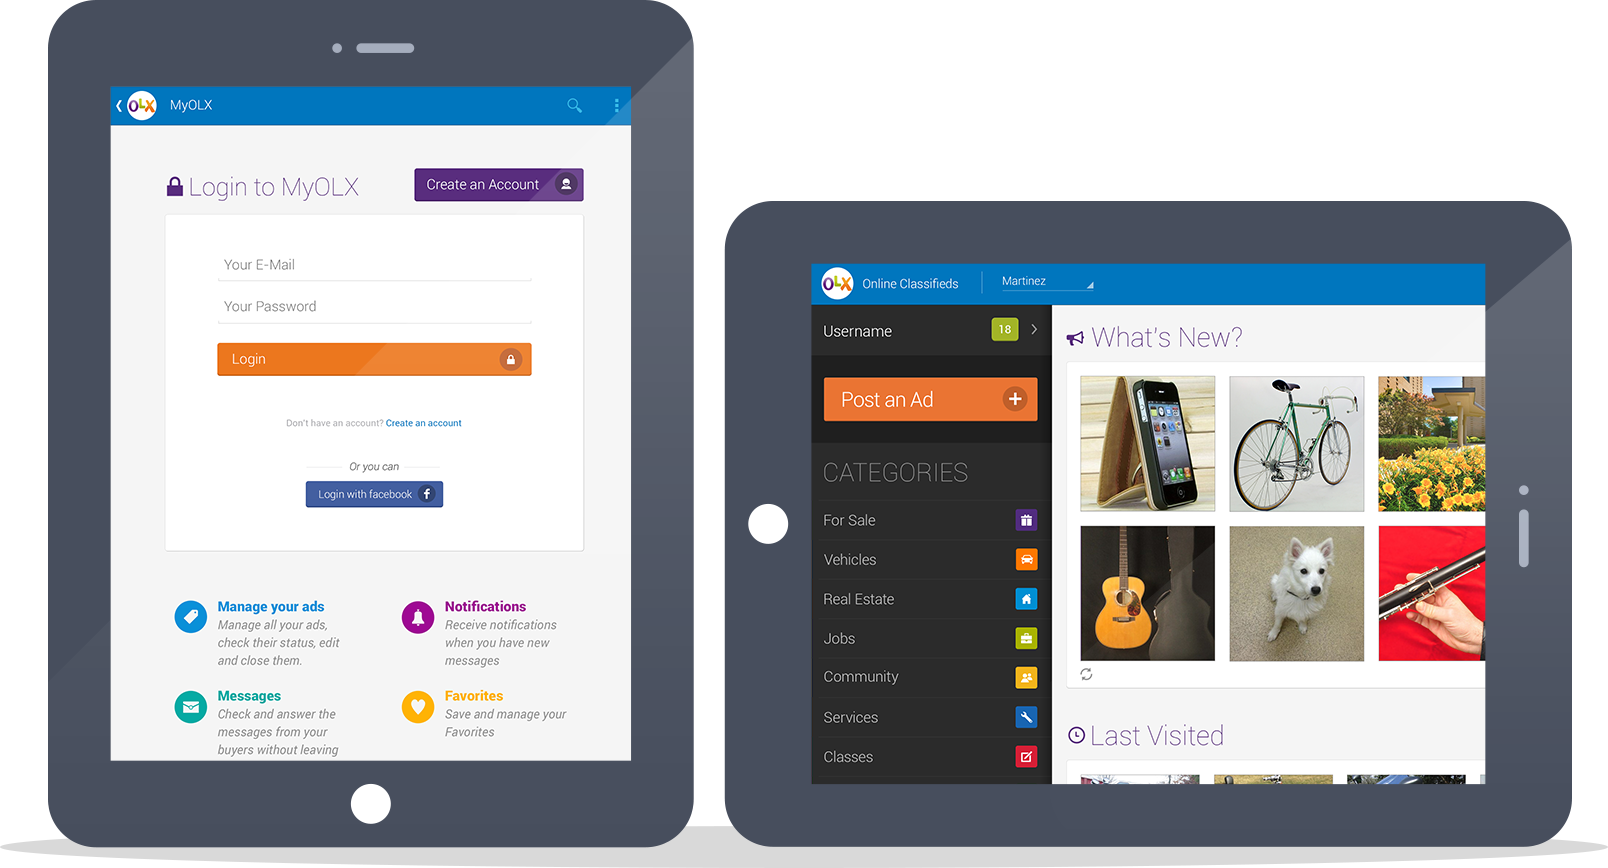 OLX MyOLX
Login to MyOLX
Create an Account
Your E-Mail
Your Password
Login
Don't have an account? Create an account
Or you can
Login with facebook f
Manage your ads
Manage all your ads,
check their status, edit
and close them.
Notifications
Receive notifications
when you have new
messages
Messages
Check and answer the
messages from your
buyers without leaving
Favorites
Save and manage your
Favorites
OLX Online Classifieds Martinez
Username 18
Post an Ad
CATEGORIES
For Sale
Vehicles
Real Estate
Jobs
Community
Services
Classes
What's New?
Last Visited